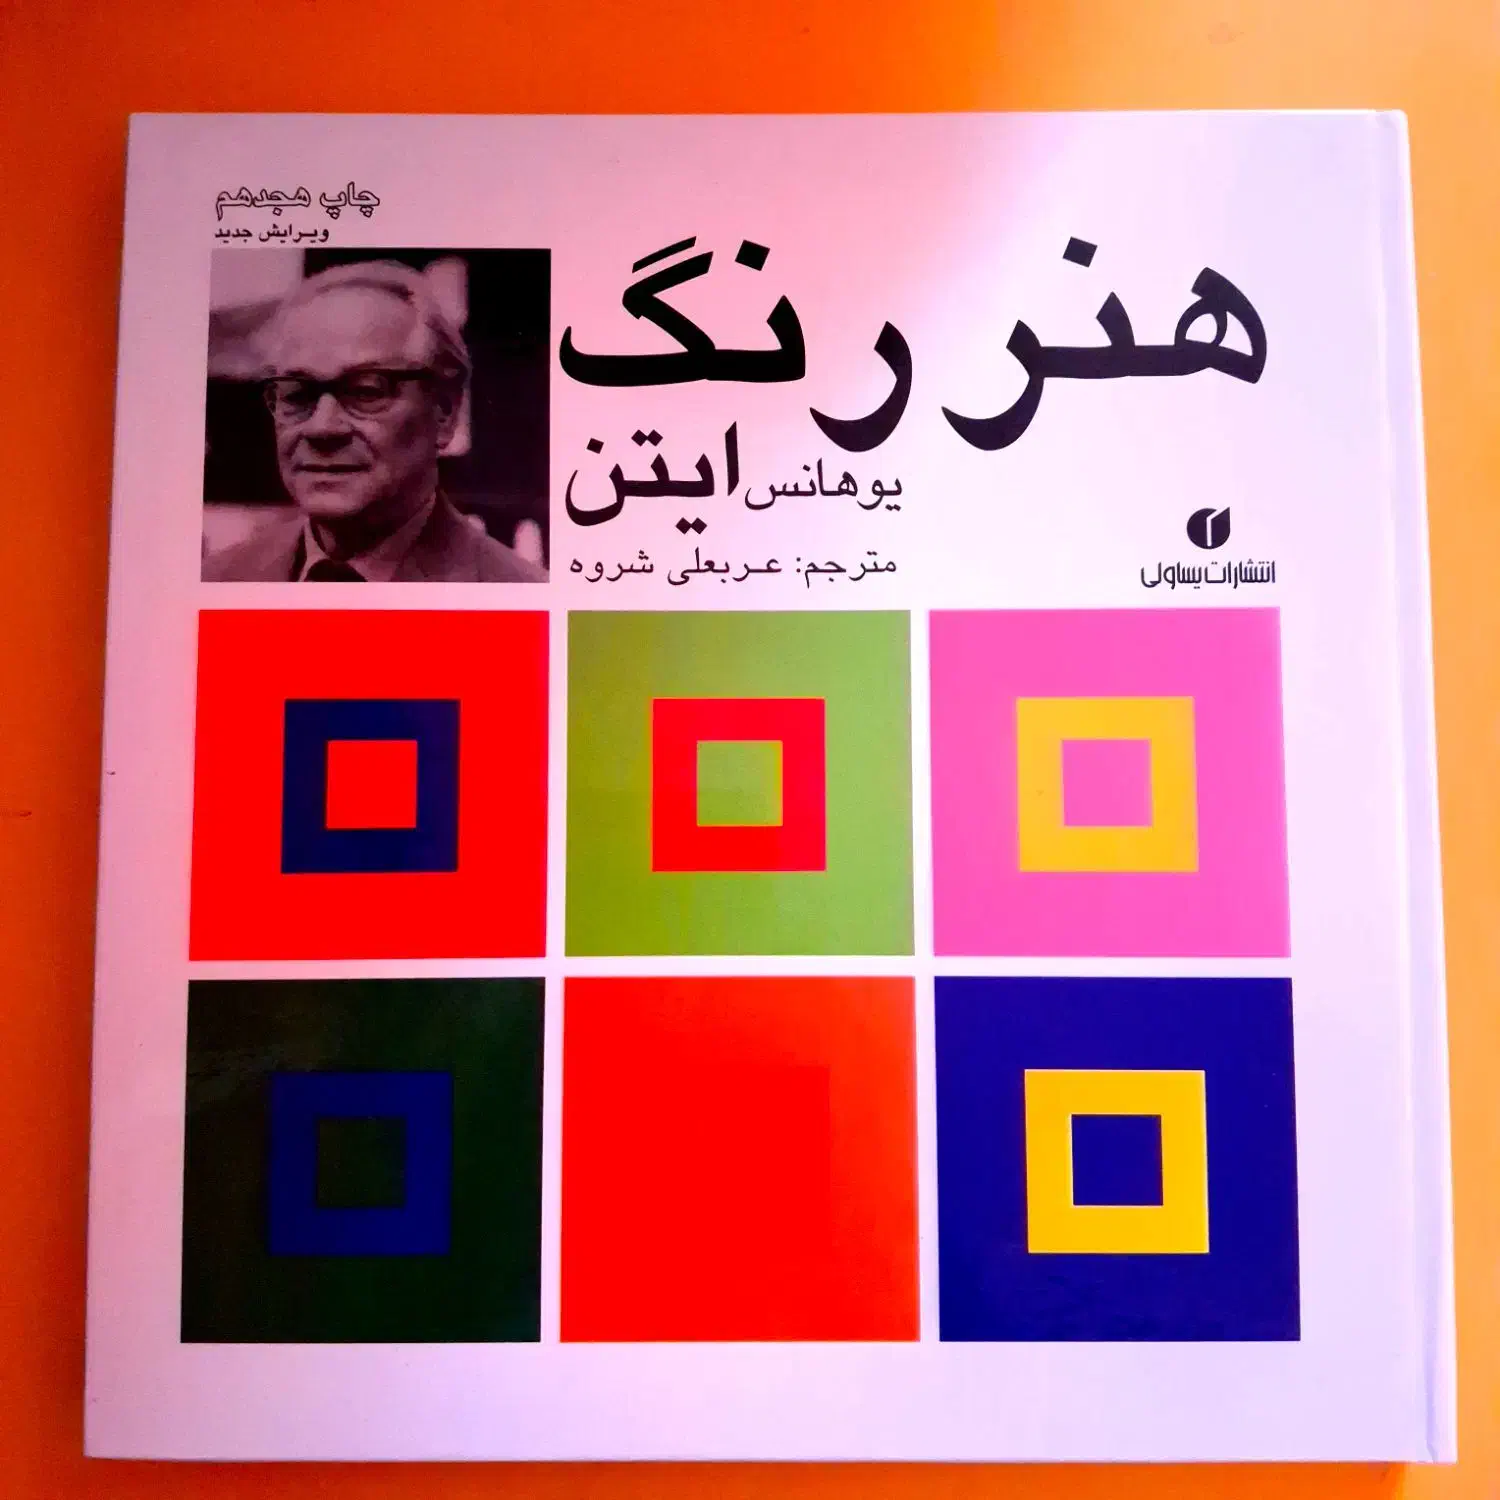 چاپ هجدهم
ویرایش جدید
هنر رنگ
یوهانس ایتن
مترجم: عربعلی شروه
انتشارات یساولی